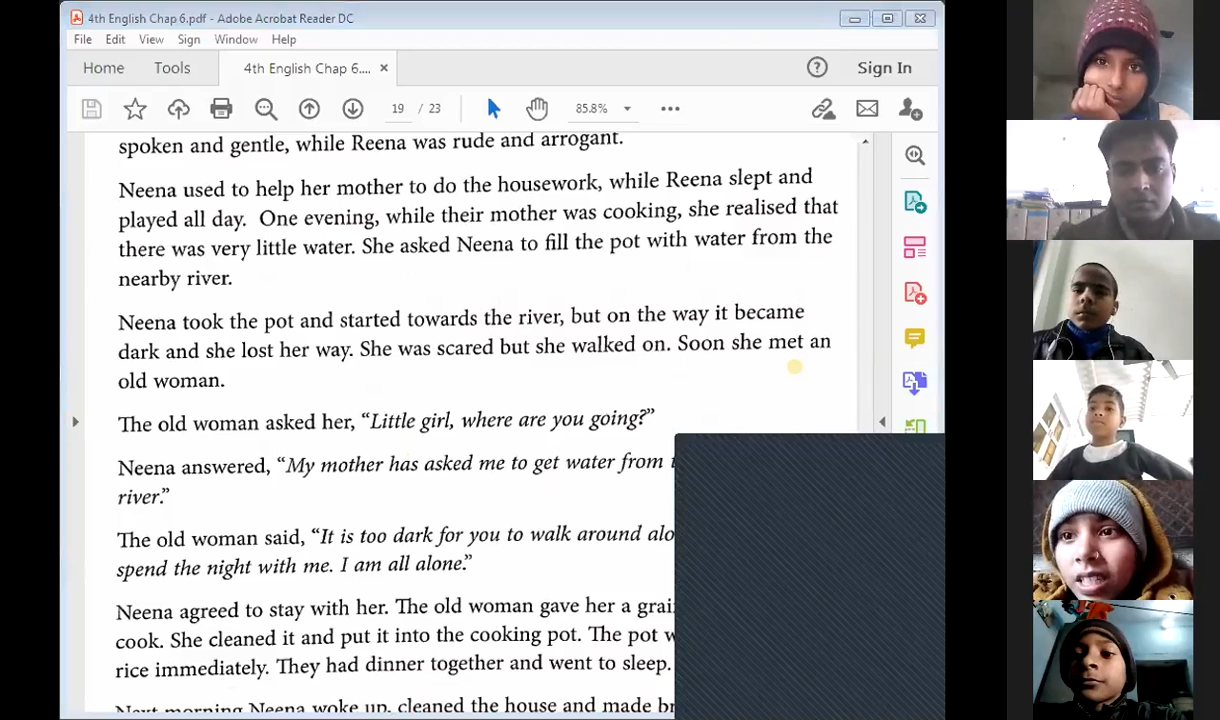 4th English Chap 6.pdf - Adobe Acrobat Reader DC
File Edit View Sign Window Help
Home Tools 4th English Chap 6.... × ? Sign In
19 / 23 85.8%
spoken and gentle, while Reena was rude and arrogant.
Neena used to help her mother to do the housework, while Reena slept and
played all day. One evening, while their mother was cooking, she realised that
there was very little water. She asked Neena to fill the pot with water from the
nearby river.
Neena took the pot and started towards the river, but on the way it became
dark and she lost her way. She was scared but she walked on. Soon she met an
old woman.
The old woman asked her, “Little girl, where are you going?”
Neena answered, “My mother has asked me to get water from
river.”
The old woman said, “It is too dark for you to walk around
spend the night with me. I am all alone.”
Neena agreed to stay with her. The old woman gave her a
cook. She cleaned it and put it into the cooking pot. The pot
rice immediately. They had dinner together and went to sleep.
Next morning Neena woke up, cleaned the house and made